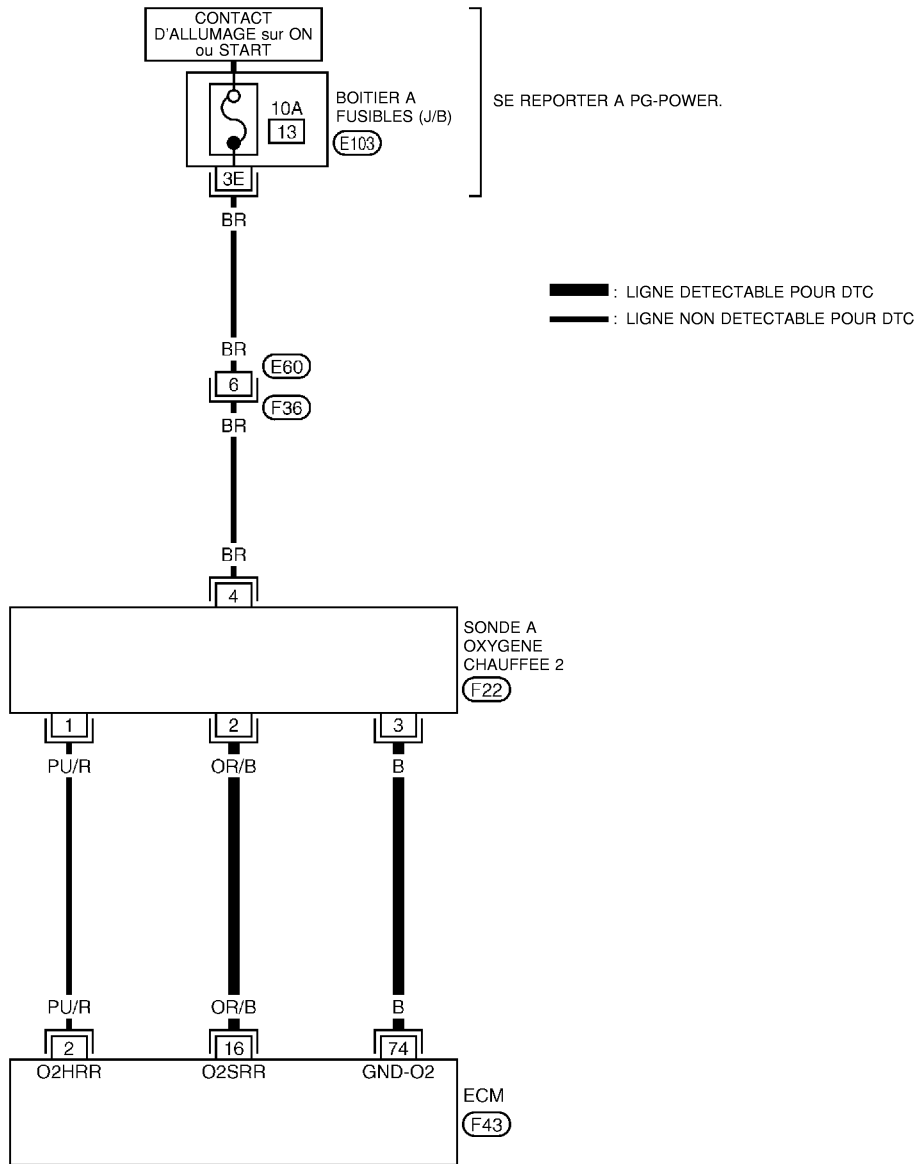 CONTACT
D'ALLUMAGE sur ON
ou START
10A
13
BOITIER A
FUSIBLES (J/B)
E103
SE REPORTER A PG-POWER.
3E
BR
: LIGNE DETECTABLE POUR DTC
: LIGNE NON DETECTABLE POUR DTC
BR
E60
6
F36
BR
BR
4
SONDE A
OXYGENE
CHAUFFEE 2
F22
1 2 3
PU/R OR/B B
PU/R OR/B B
2 16 74
O2HRR O2SRR GND-O2
ECM
F43